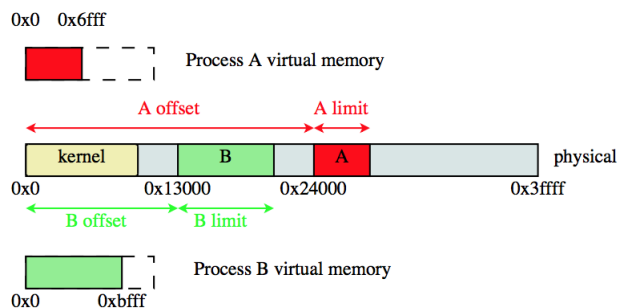 0x0 0x6fff
Process A virtual memory
A offset A limit
kernel B A physical
0x0 0x13000 0x24000 0x3ffff
B offset B limit
Process B virtual memory
0x0 0xbfff